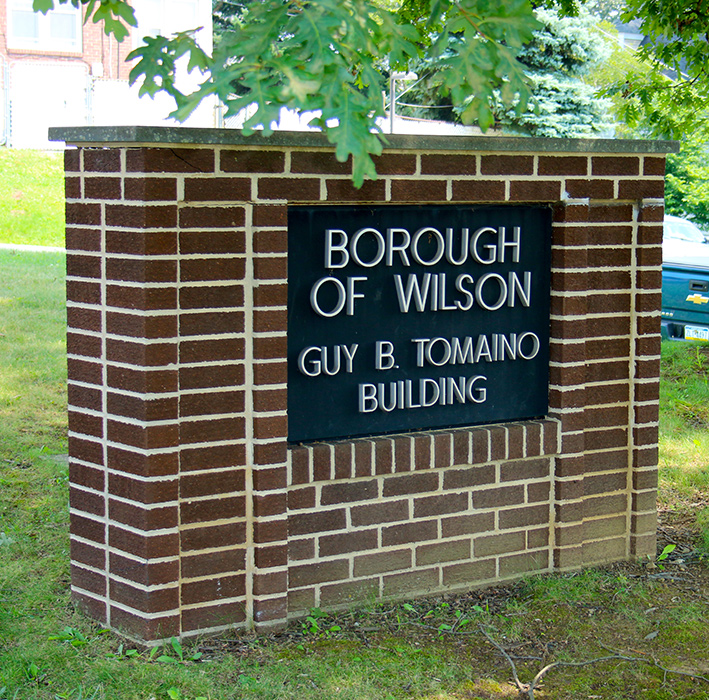 BOROUGH
OF WILSON
GUY B. TOMAINO
BUILDING